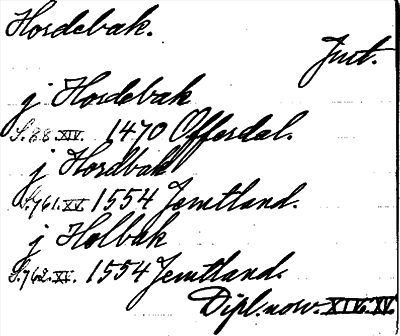 Hordebak.
Jmt.
j Hordebak
S. 88. XIV. 1470 Offerdal.
j Hordbak
S. 761. XV. 1554 Jemtland.
j Holbak
S. 762. XV. 1554 Jemtland.
Dipl. norv. XIV. XV.